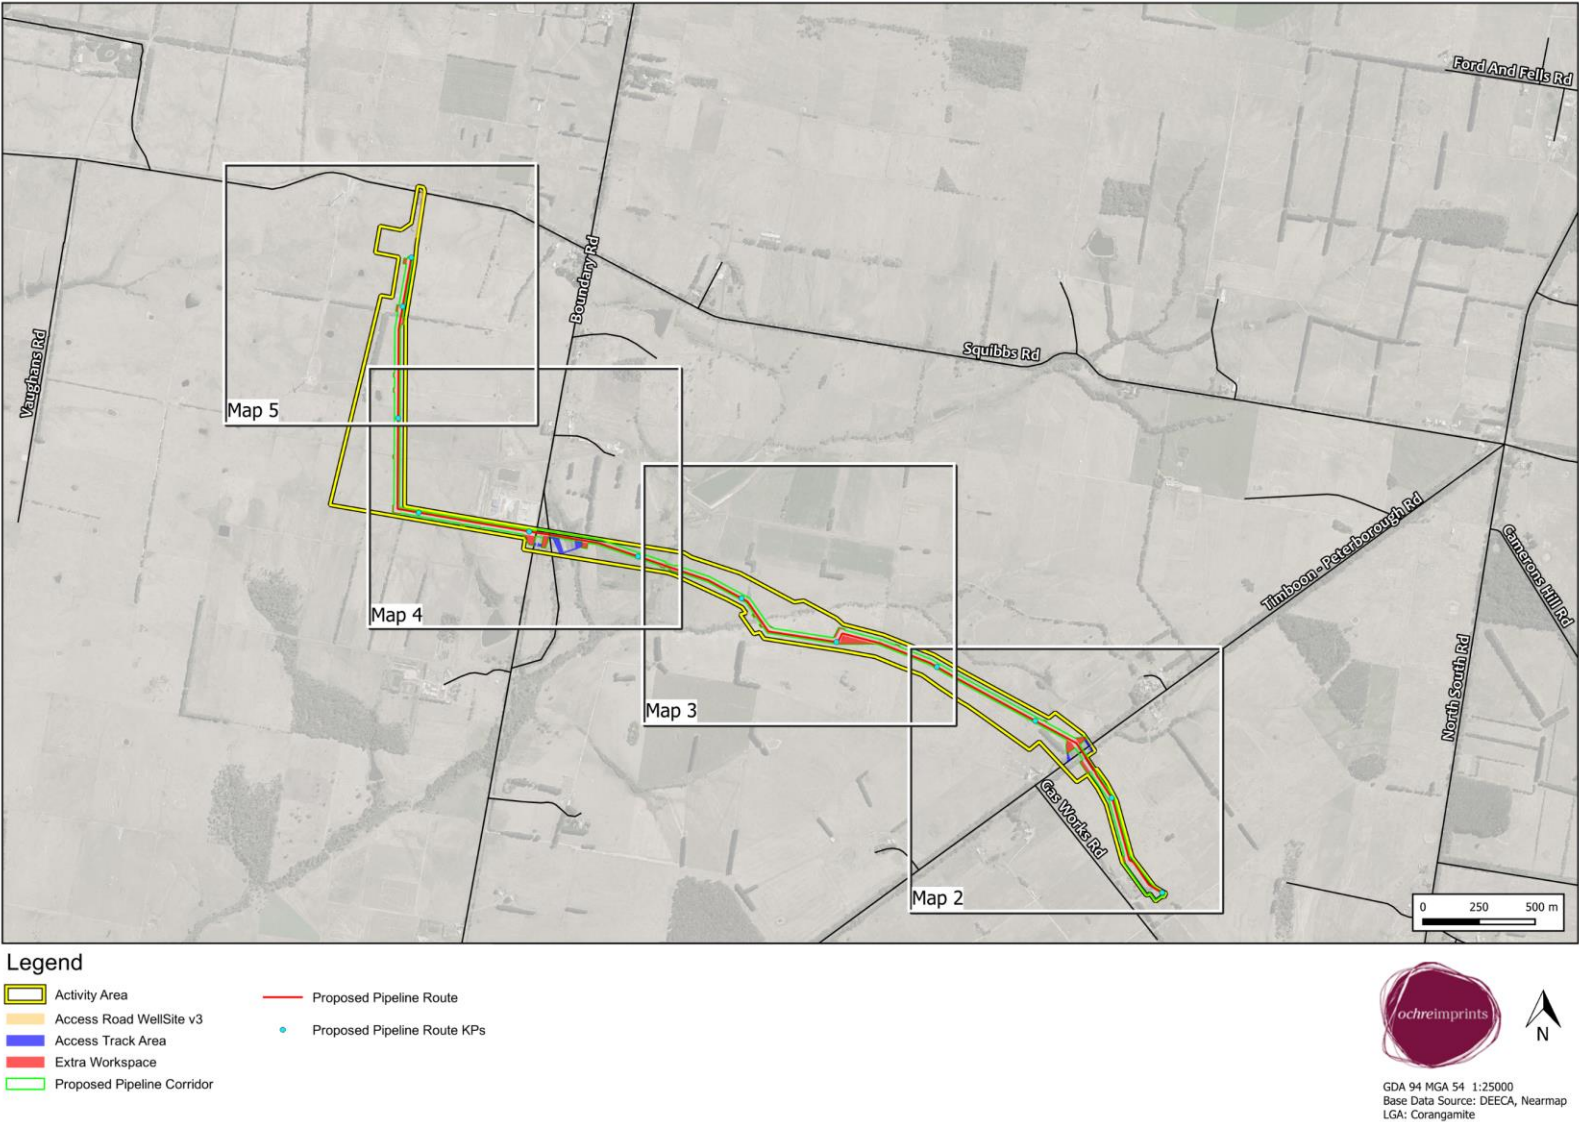 Ford And Fells Rd
Boundary Rd
Vaughans Rd
Squibbs Rd
Map 5
Timboon - Peterborough Rd
Camerons Hill Rd
Map 4
North South Rd
Map 3
Gas Works Rd
Map 2
0 250 500 m
Legend
Activity Area
Access Road WellSite v3
Access Track Area
Extra Workspace
Proposed Pipeline Corridor
Proposed Pipeline Route
Proposed Pipeline Route KPs
ochreimprints
N
GDA 94 MGA 54 1:25000
Base Data Source: DEECA, Nearmap
LGA: Corangamite